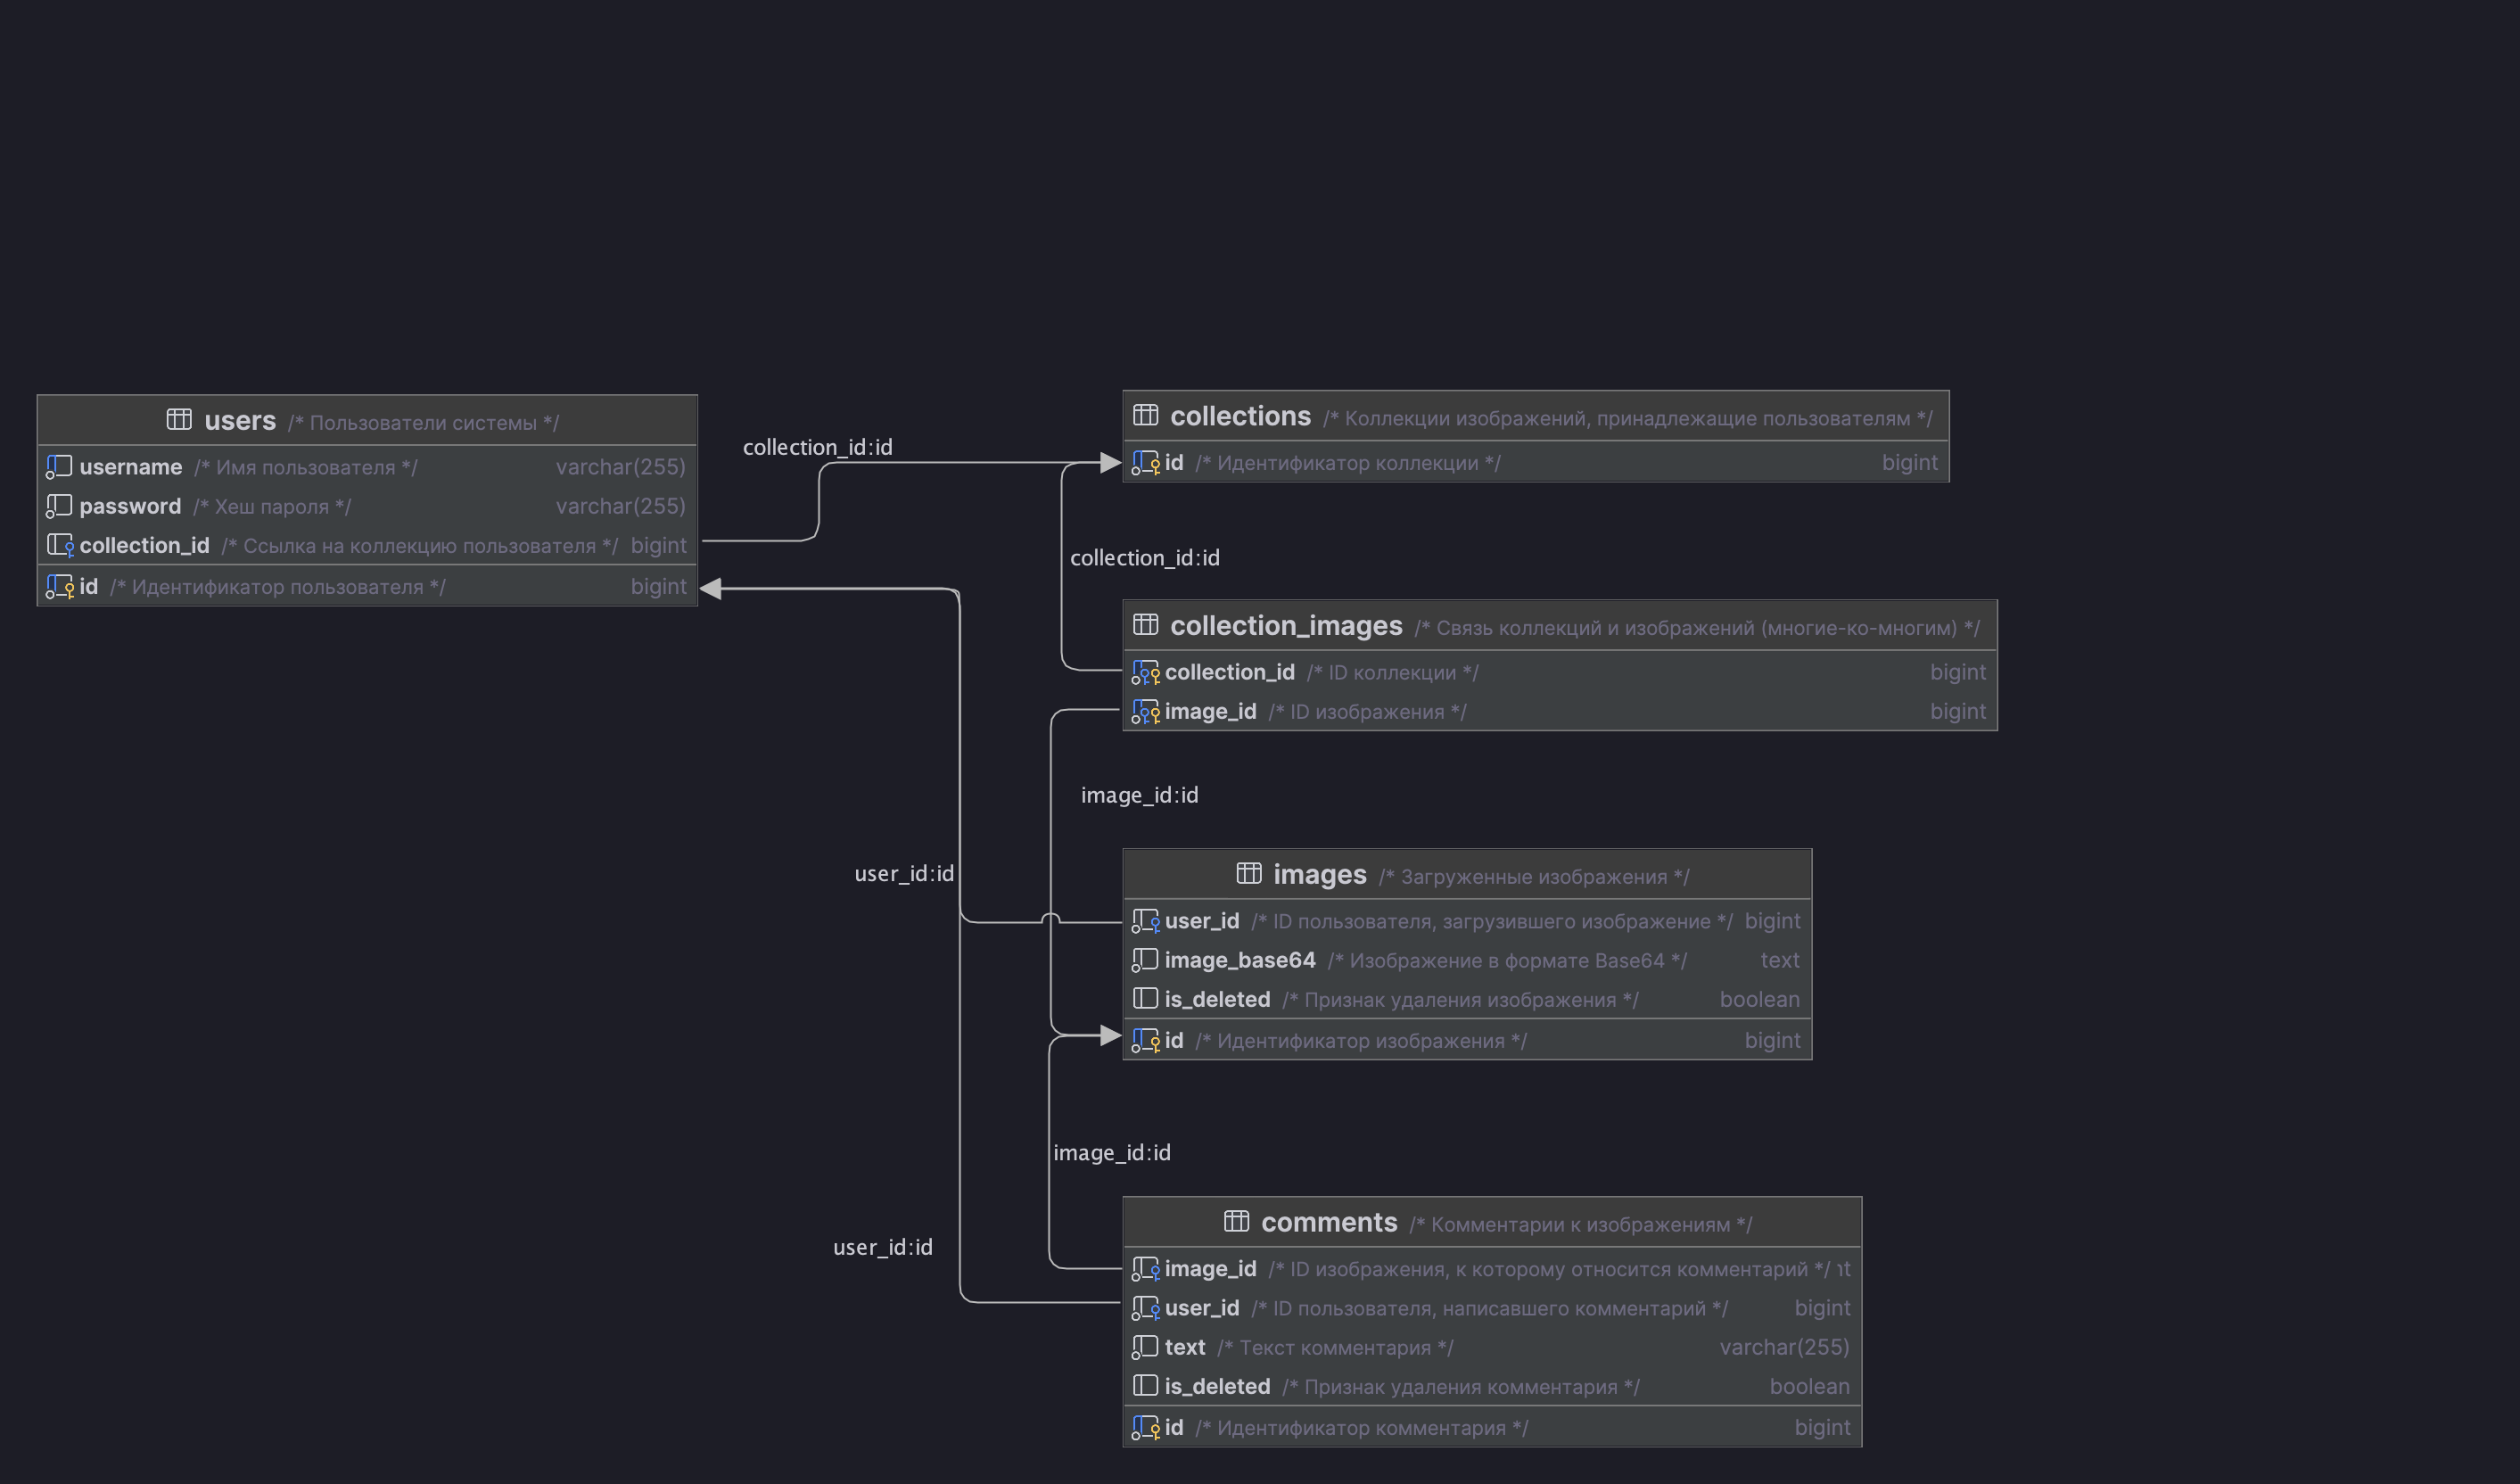 users /* Пользователи системы */
username /* Имя пользователя */ varchar(255)
password /* Хеш пароля */ varchar(255)
collection_id /* Ссылка на коллекцию пользователя */ bigint
id /* Идентификатор пользователя */ bigint
collection_id:id
collections /* Коллекции изображений, принадлежащие пользователям */
id /* Идентификатор коллекции */ bigint
collection_id:id
collection_images /* Связь коллекций и изображений (многие-ко-многим) */
collection_id /* ID коллекции */ bigint
image_id /* ID изображения */ bigint
image_id:id
user_id:id
images /* Загруженные изображения */
user_id /* ID пользователя, загрузившего изображение */ bigint
image_base64 /* Изображение в формате Base64 */ text
is_deleted /* Признак удаления изображения */ boolean
id /* Идентификатор изображения */ bigint
image_id:id
user_id:id
comments /* Комментарии к изображениям */
image_id /* ID изображения, к которому относится комментарий */
user_id /* ID пользователя, написавшего комментарий */ bigint
text /* Текст комментария */ varchar(255)
is_deleted /* Признак удаления комментария */ boolean
id /* Идентификатор комментария */ bigint